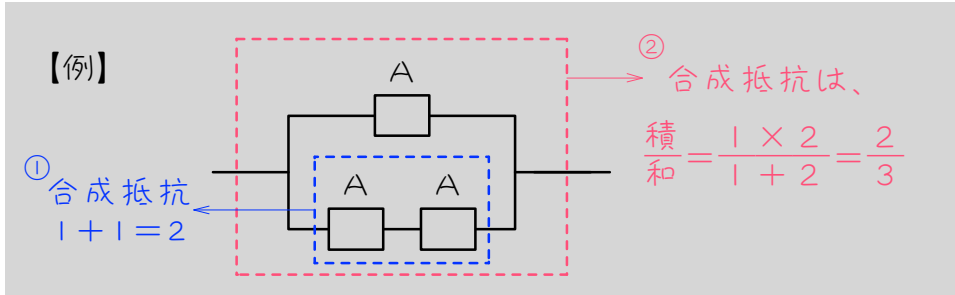 【例】
A
A A
①
合成抵抗
1+1=2
②
合成抵抗は、
積/和=1×2/1+2=2/3